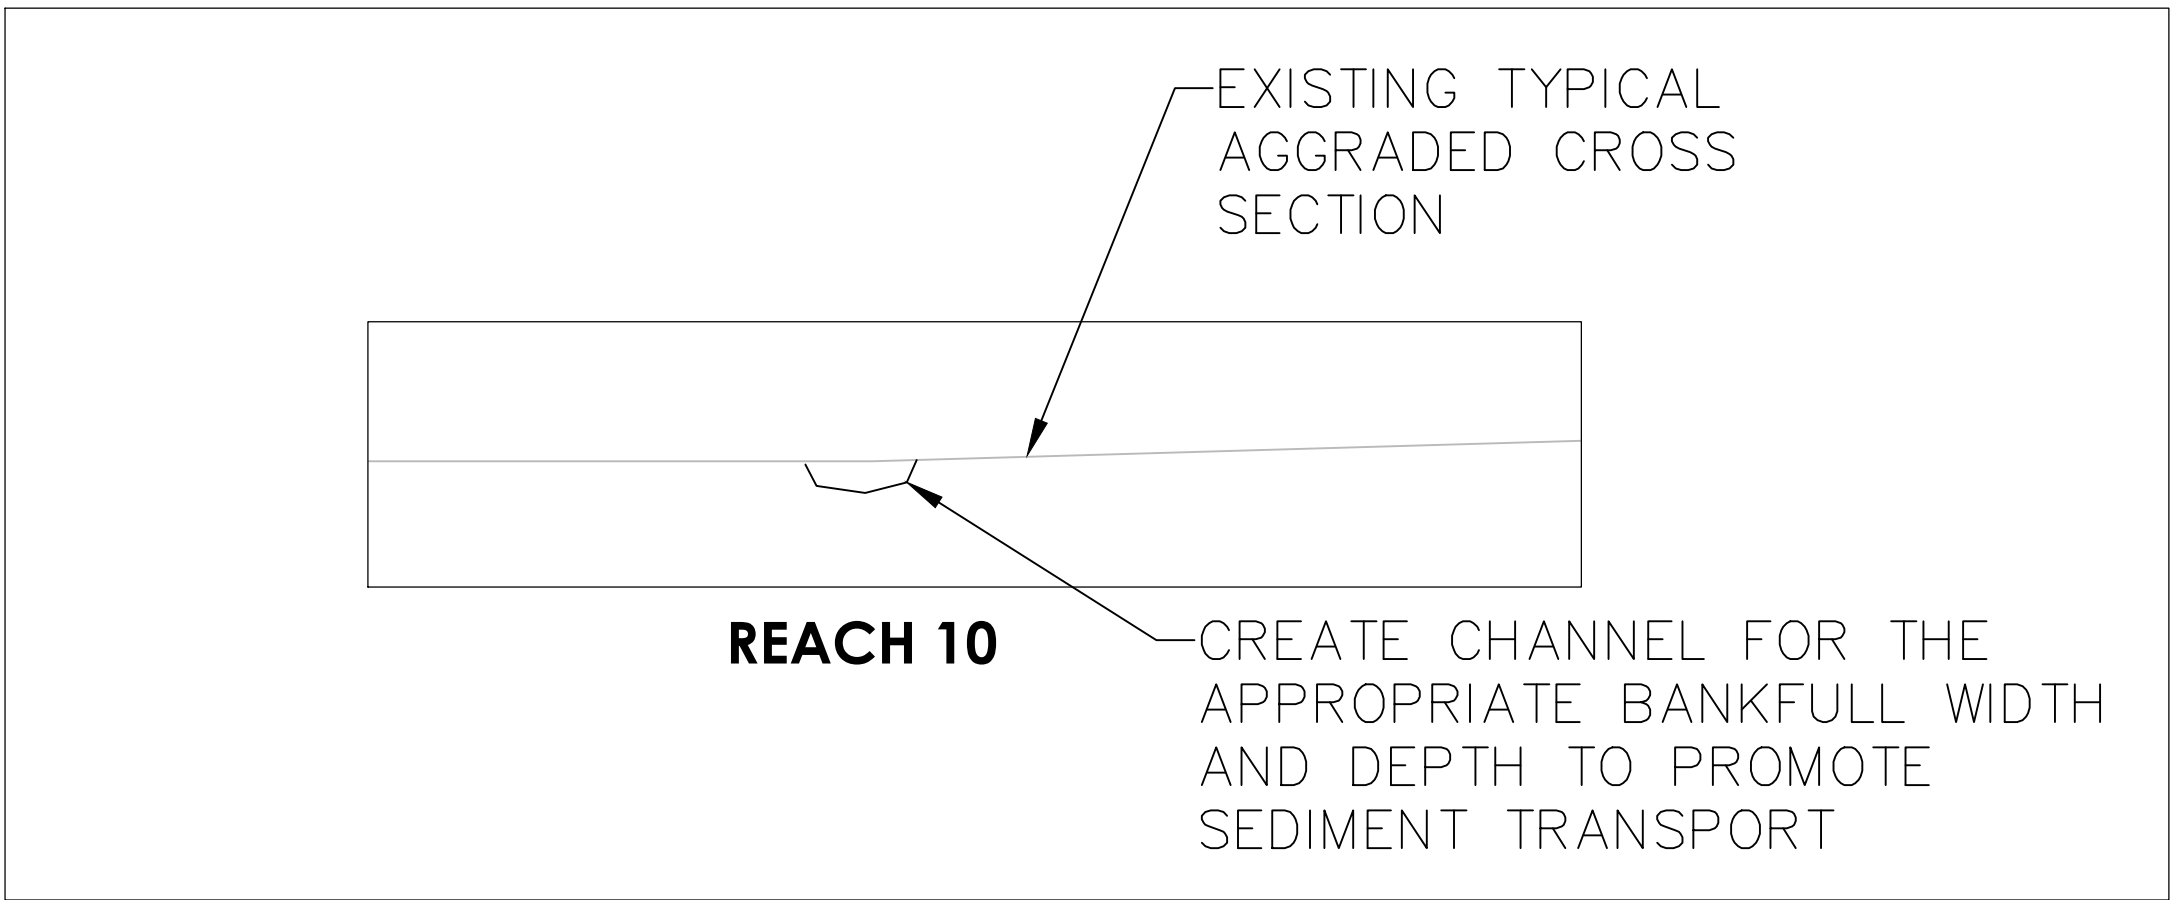 EXISTING TYPICAL
AGGRADED CROSS
SECTION
REACH 10
CREATE CHANNEL FOR THE
APPROPRIATE BANKFULL WIDTH
AND DEPTH TO PROMOTE
SEDIMENT TRANSPORT